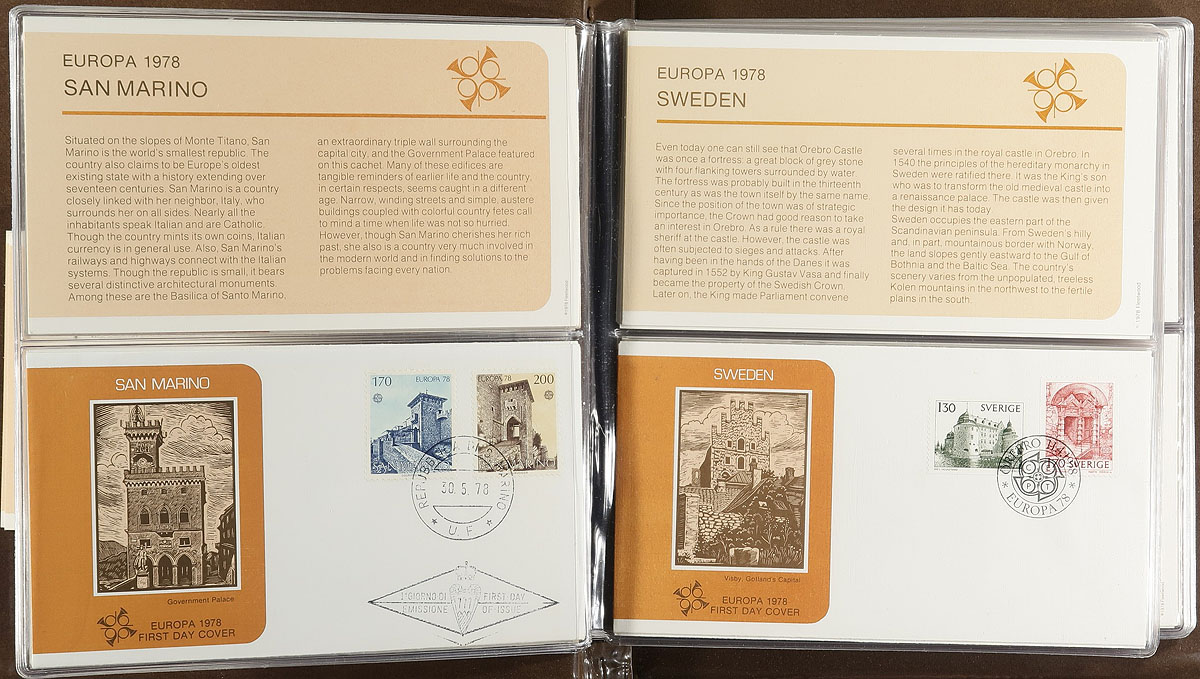 EUROPA 1978
SAN MARINO
Situated on the slopes of Monte Titano, San
Marino is the world's smallest republic. The
country also claims to be Europe's oldest
existing state with a history extending over
seventeen centuries. San Marino is a country
closely linked with her neighbor, Italy, who
surrounds her on all sides. Nearly all the
inhabitants speak Italian and are Catholic.
Though the country mints its own coins, Italian
currency is in general use. Also, San Marino's
railways and highways connect with the Italian
systems. Though the republic is small, it bears
several distinctive architectural monuments.
Among these are the Basilica of Santo Marino,
an extraordinary triple wall surrounding the
capital city, and the Government Palace featured
on this cachet. Many of these edifices are
tangible reminders of earlier life and the country,
in certain respects, seems caught in a different
age. Narrow, winding streets and simple, austere
buildings coupled with colorful country fetes call
to mind a time when life was not so hurried.
However, though San Marino cherishes her rich
past, she also is a country very much involved in
the modern world and in finding solutions to the
problems facing every nation.
©1978 Fleetwood
EUROPA 1978
SWEDEN
Even today one can still see that Orebro Castle
was once a fortress: a great block of grey stone
with four flanking towers surrounded by water.
The fortress was probably built in the thirteenth
century as was the town itself by the same name.
Since the position of the town was of strategic
importance, the Crown had good reason to take
an interest in Orebro. As a rule there was a royal
sheriff at the castle. However, the castle was
often subjected to sieges and attacks. After
having been in the hands of the Danes it was
captured in 1552 by King Gustav Vasa and finally
became the property of the Swedish Crown.
Later on, the King made Parliament convene
several times in the royal castle in Orebro. In
1540 the principles of the hereditary monarchy in
Sweden were ratified there. It was the King's son
who was to transform the old medieval castle into
a renaissance palace. The castle was then given
the design it has today.
Sweden occupies the eastern part of the
Scandinavian peninsula. From Sweden's hilly
and, in part, mountainous border with Norway,
the land slopes gently eastward to the Gulf of
Bothnia and the Baltic Sea. The country's
scenery varies from the unpopulated, treeless
Kolen mountains in the northwest to the fertile
plains in the south.
©1978 Fleetwood
SAN MARINO
Government Palace
EUROPA 1978
FIRST DAY COVER
170 EUROPA 78
EUROPA 78 200
REPUBBLICA DI S. MARINO
30.5.78
* U.F. *
1° GIORNO DI EMISSIONE
FIRST DAY OF ISSUE
SWEDEN
Visby, Gotland's Capital
EUROPA 1978
FIRST DAY COVER
130 SVERIGE
170 SVERIGE
P T
* EUROPA 78 *